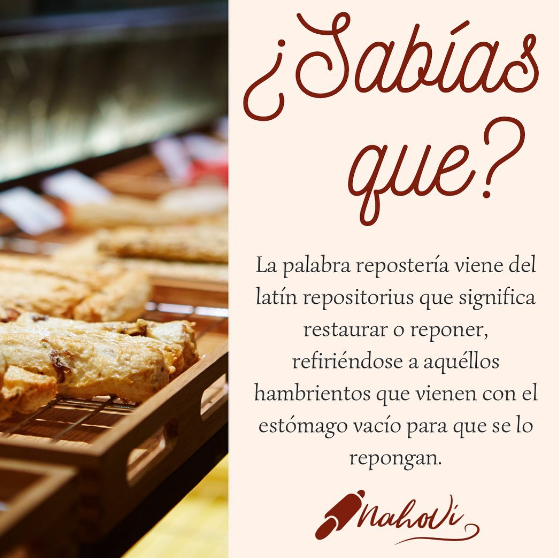 ¿Sabías
que?
La palabra repostería viene del
latín repositorius que significa
restaurar o reponer,
refiriéndose a aquéllos
hambrientos que vienen con el
estómago vacío para que se lo
repongan.
NahoVi